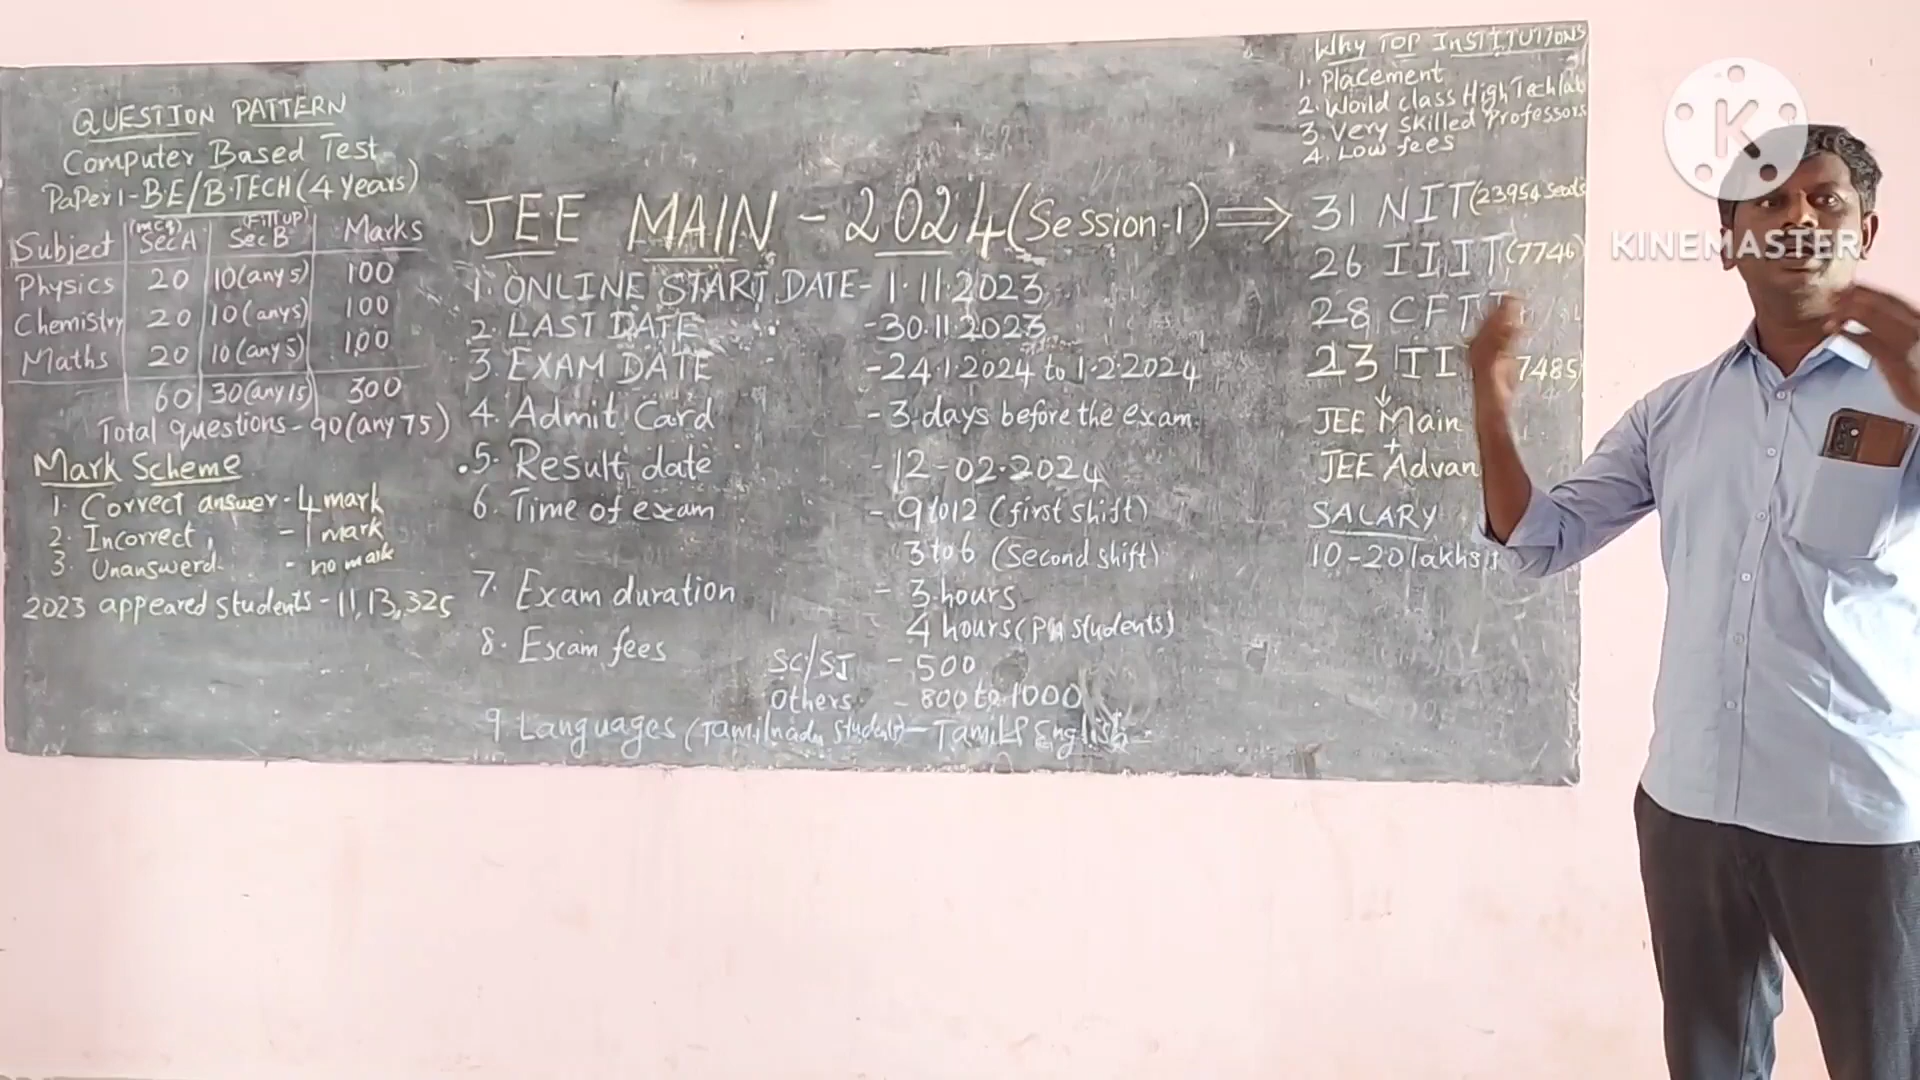 QUESTION PATTERN
Computer Based Test
PaPer 1-B.E/B.TECH (4 years)
Subject (mcq) Sec A (Fill UP) Sec B Marks
Physics 20 10(any 5) 100
Chemistry 20 10(any 5) 100
Maths 20 10(any 5) 100
60 30(any 15) 300
Total questions - 90(any 75)
Mark Scheme
1. Correct answer - 4 mark
2. Incorrect, - 1 mark
3. Unanswerd - no mark
2023 appeared students - 11,13,325
JEE MAIN - 2024 (Session-1) ⇒
1. ONLINE START DATE - 1.11.2023
2. LAST DATE - 30.11.2023
3. EXAM DATE - 24.1.2024 to 1.2.2024
4. Admit Card - 3 days before the exam
5. Result date - 12-02-2024
6. Time of exam - 9 to 12 (first shift)
3 to 6 (Second shift)
7. Exam duration - 3 hours
4 hours ( students)
8. Exam fees SC/ST - 500
Others - 800 to 1000
9. Languages (Tamilnadu students) - Tamil & English
Why TOP INSTITUTIONS
1. Placement
2. World class High Tech lab
3. Very skilled Professors
4. Low fees
31 NIT (23954 Seats
26 IIIT (7746)
28 CFTI
23 II 7485)
↓
JEE Main
+
JEE Advan
SALARY
10-20 lakhs
K
KINEMASTER